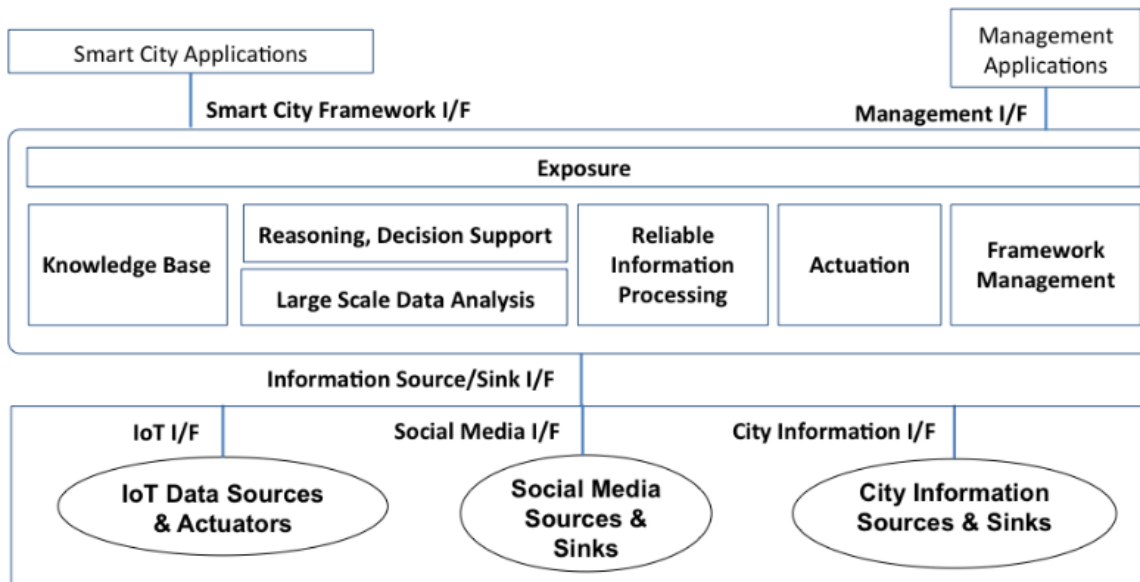 Smart City Applications
Management
Applications
Smart City Framework I/F
Management I/F
Exposure
Knowledge Base
Reasoning, Decision Support
Large Scale Data Analysis
Reliable
Information
Processing
Actuation
Framework
Management
Information Source/Sink I/F
IoT I/F
Social Media I/F
City Information I/F
IoT Data Sources
& Actuators
Social Media
Sources &
Sinks
City Information
Sources & Sinks